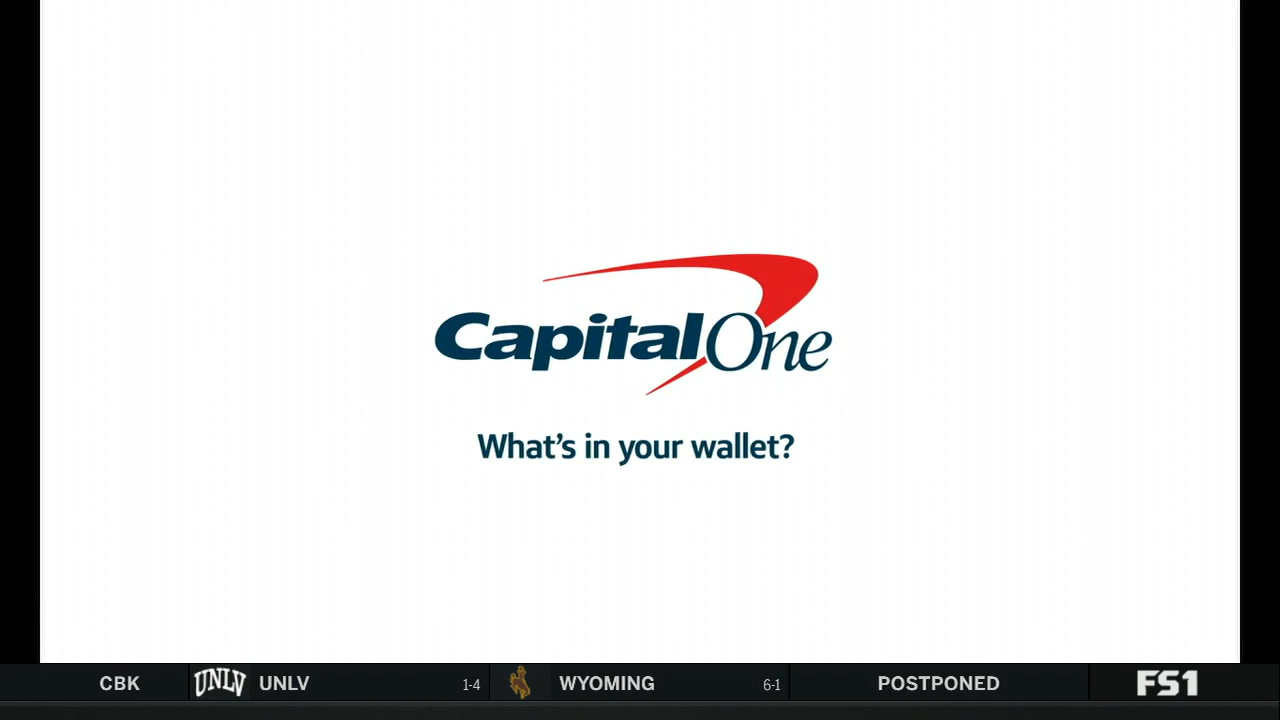 CapitalOne
What's in your wallet?
CBK UNLV UNLV 1-4 WYOMING 6-1 POSTPONED FS1